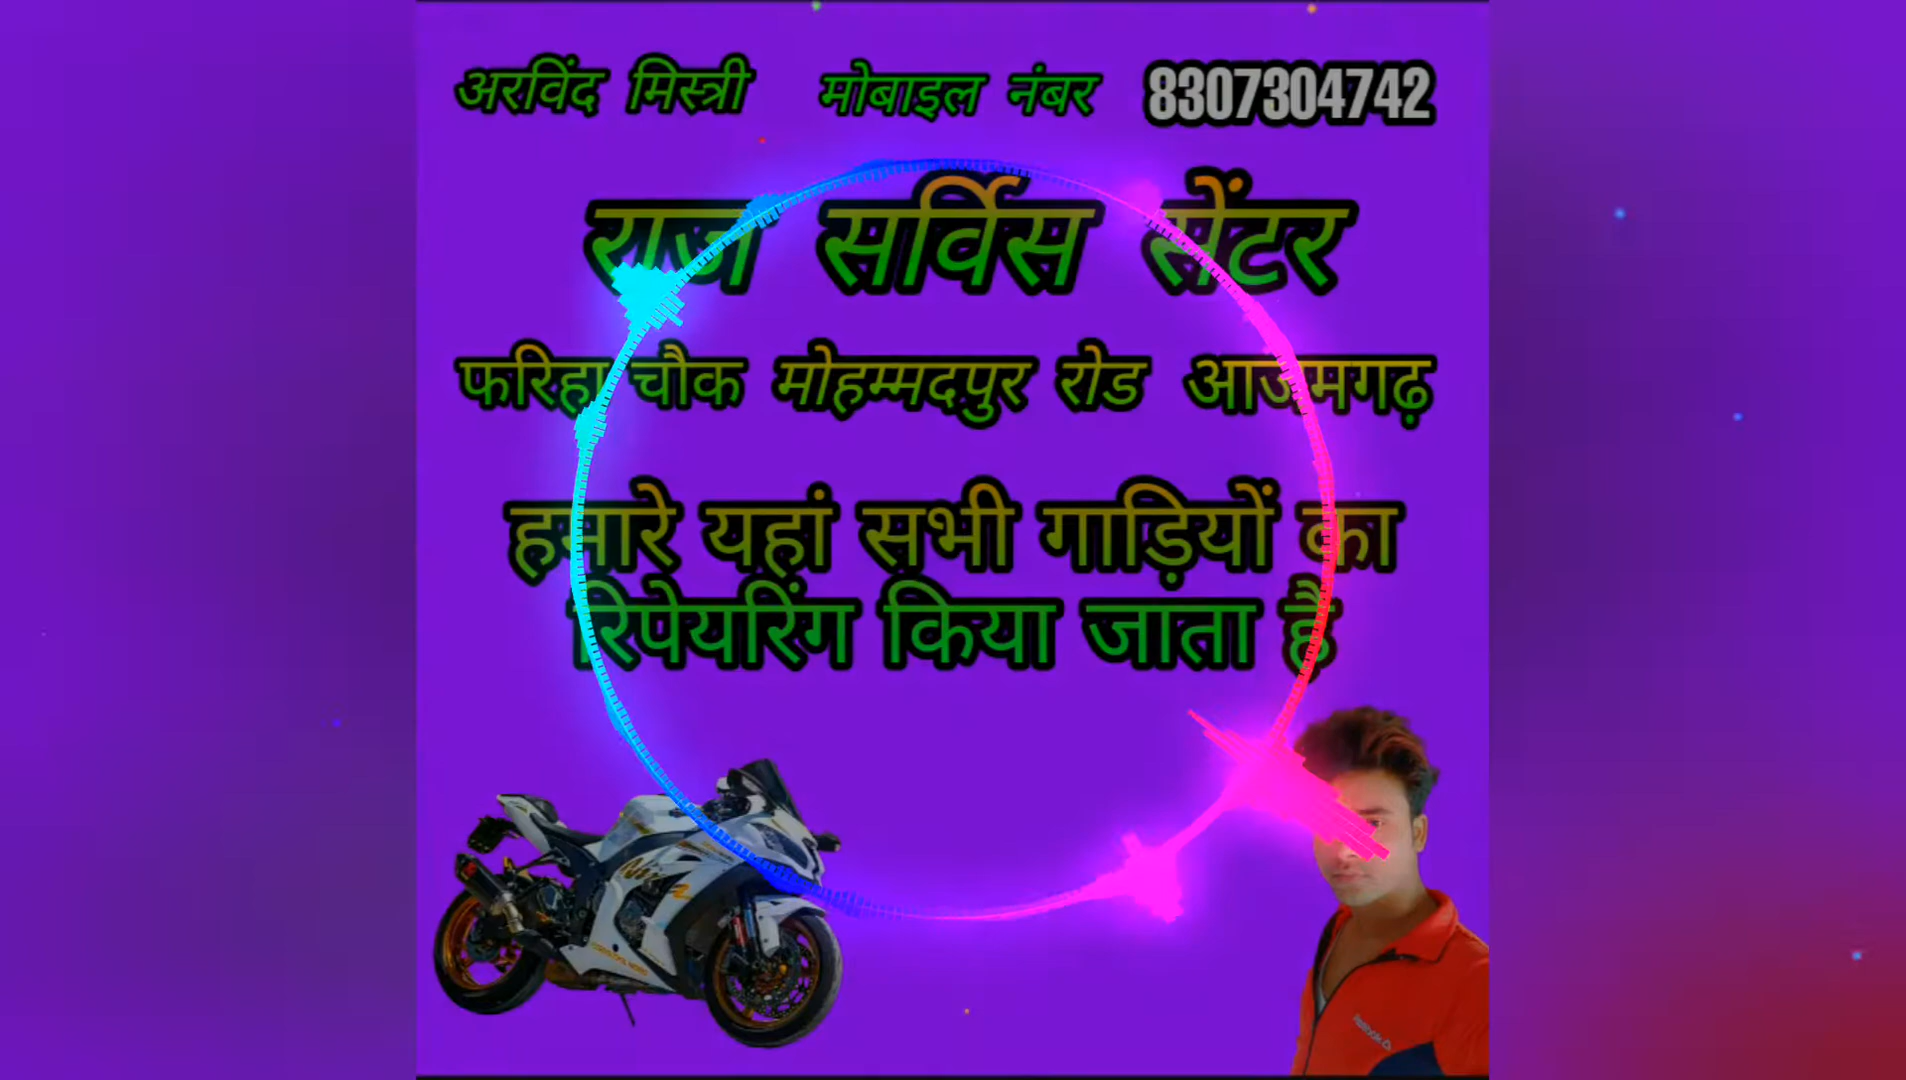 अरविंद मिस्त्री मोबाइल नंबर 8307304742
राज सर्विस सेंटर
फरिहा चौक मोहम्मदपुर रोड आजमगढ़
हमारे यहां सभी गाड़ियों का
रिपेयरिंग किया जाता है